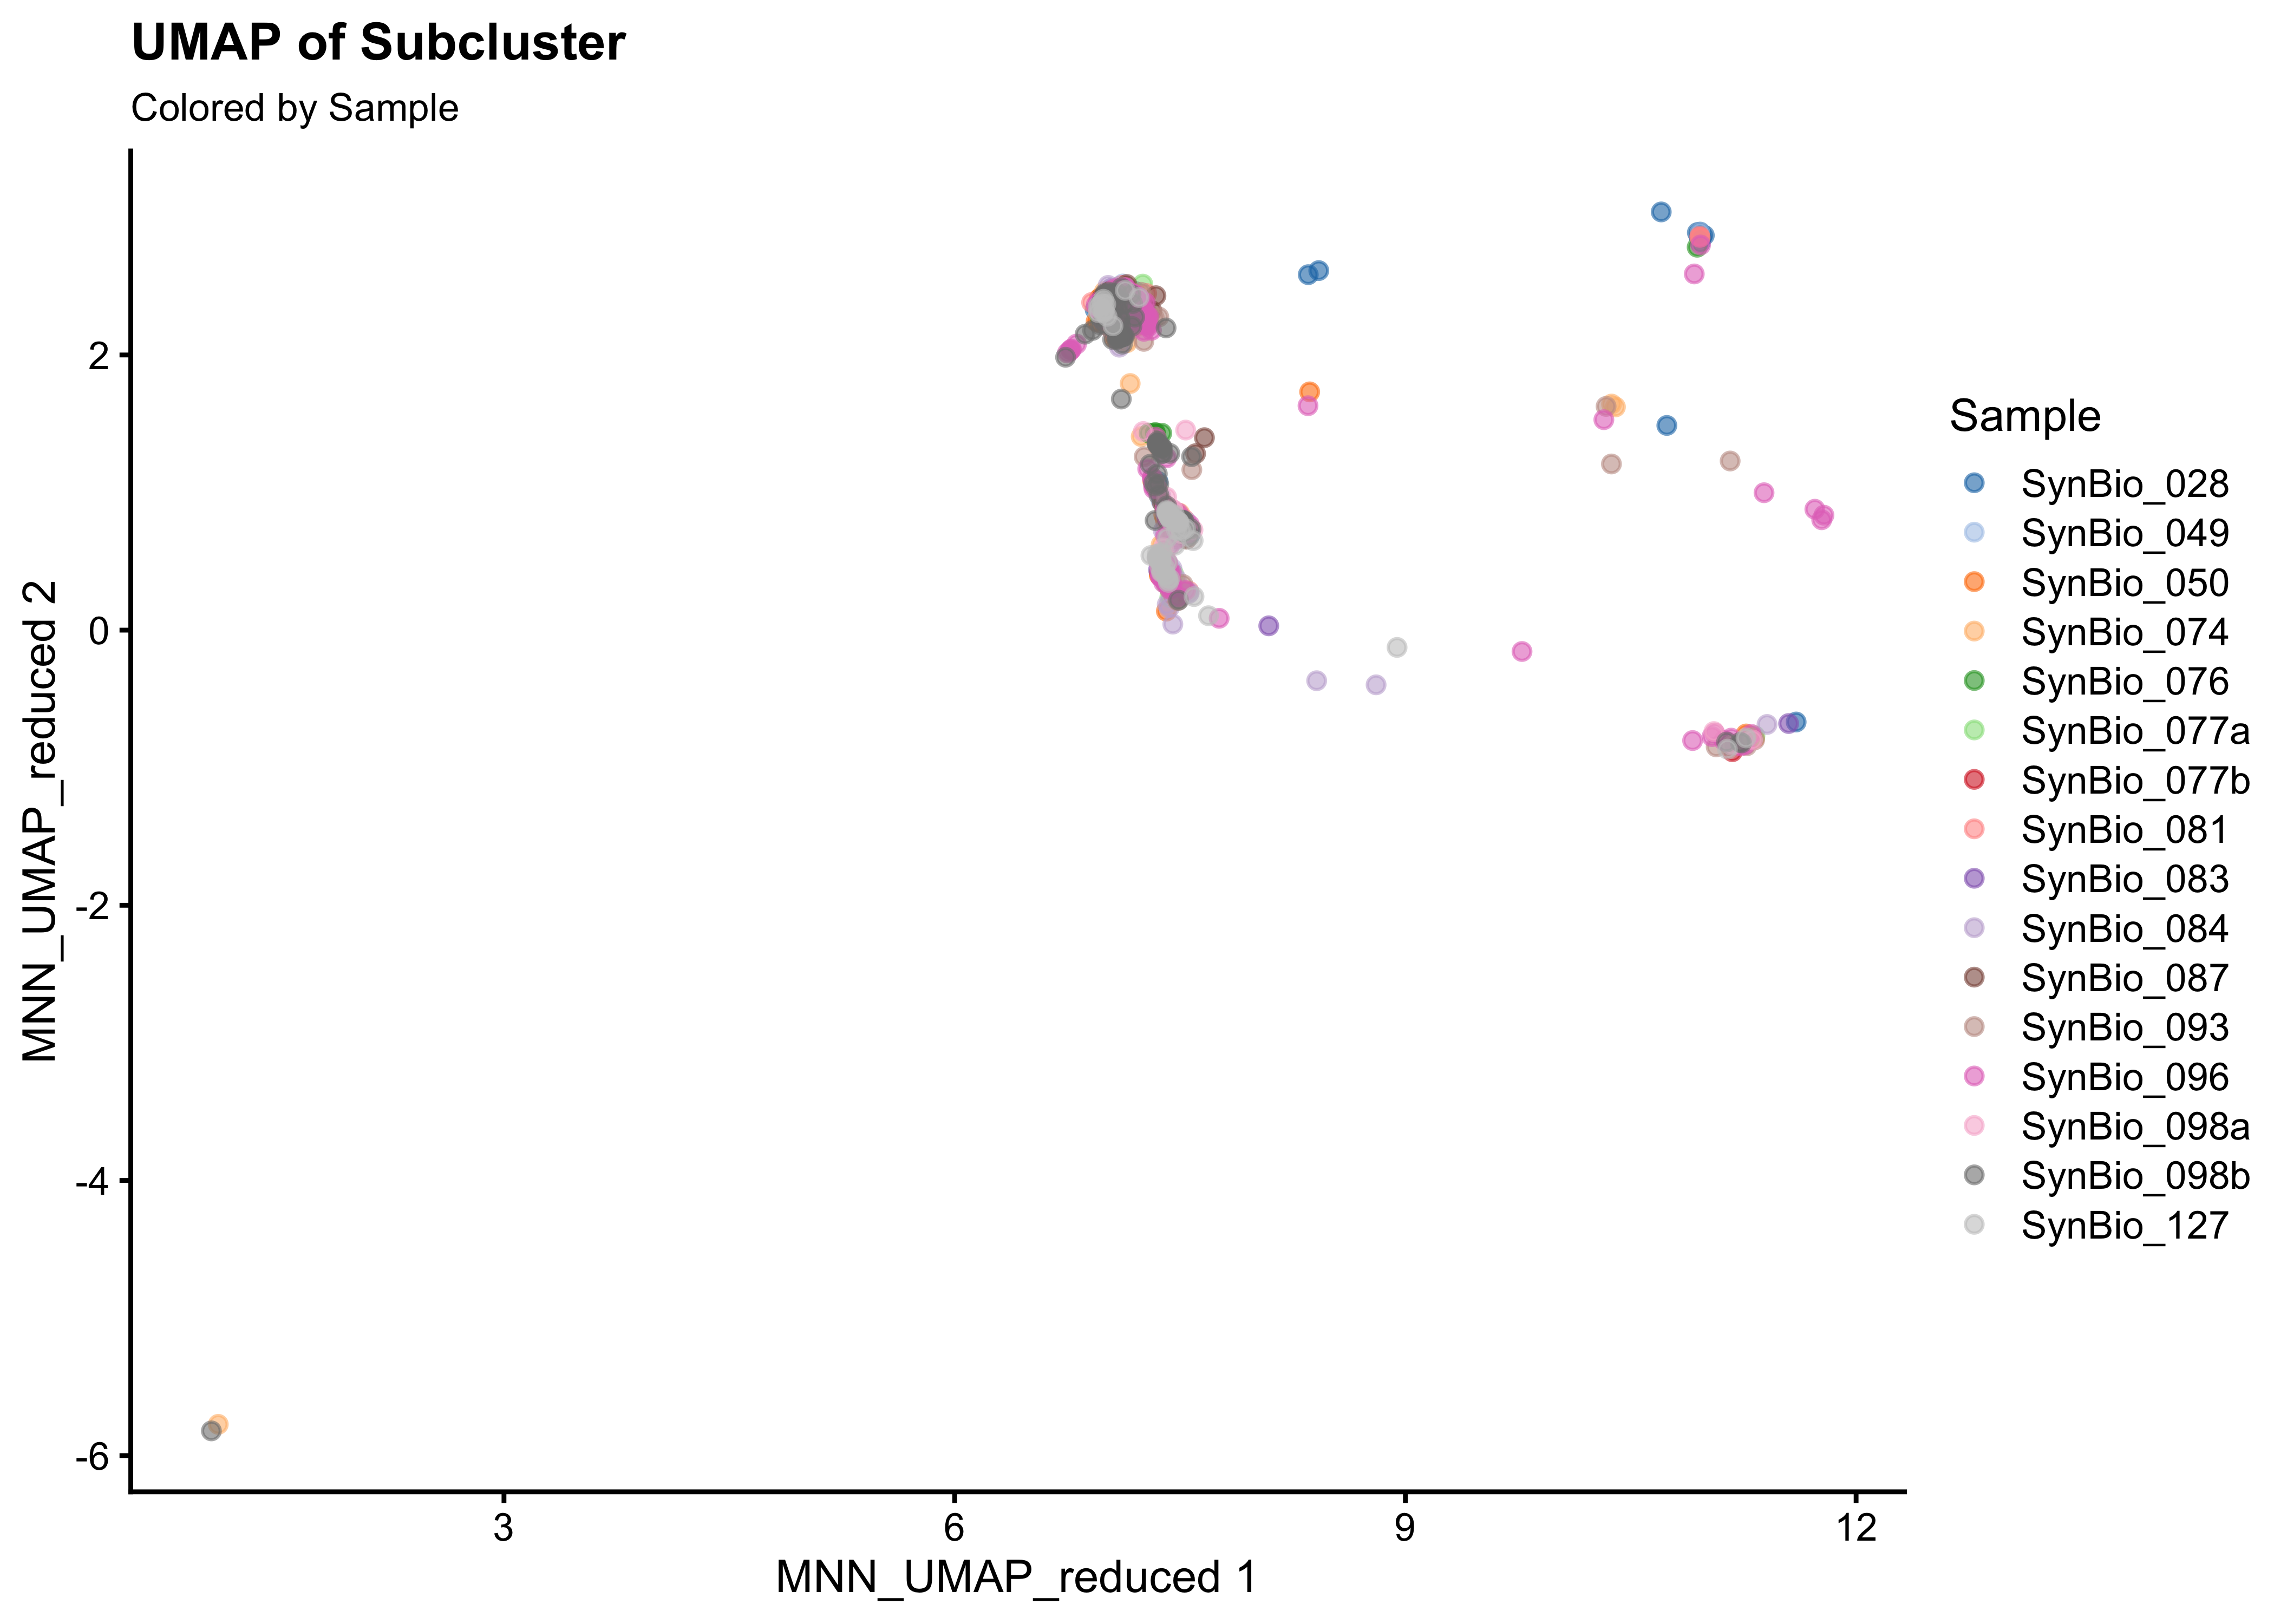 UMAP of Subcluster
Colored by Sample
MNN_UMAP_reduced 2
2
0
-2
-4
-6
3
6
9
12
MNN_UMAP_reduced 1
Sample
SynBio_028
SynBio_049
SynBio_050
SynBio_074
SynBio_076
SynBio_077a
SynBio_077b
SynBio_081
SynBio_083
SynBio_084
SynBio_087
SynBio_093
SynBio_096
SynBio_098a
SynBio_098b
SynBio_127